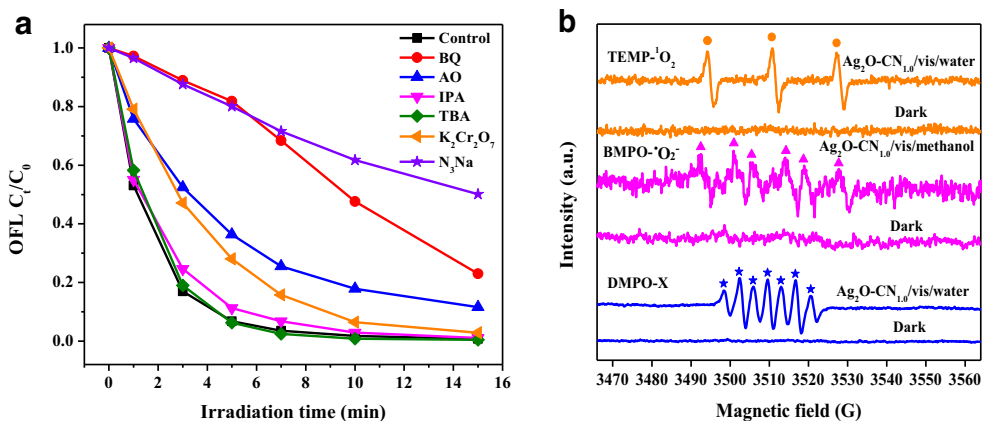 a
OFL C_t/C_0
1.0
0.8
0.6
0.4
0.2
0.0
0 2 4 6 8 10 12 14 16
Irradiation time (min)
Control
BQ
AO
IPA
TBA
K₂Cr₂O₇
N₃Na
b
Intensity (a.u.)
TEMP-¹O₂
Ag₂O-CN₁.₀/vis/water
Dark
Ag₂O-CN₁.₀/vis/methanol
BMPO-•O₂⁻
Dark
DMPO-X
Ag₂O-CN₁.₀/vis/water
Dark
3470 3480 3490 3500 3510 3520 3530 3540 3550 3560
Magnetic field (G)